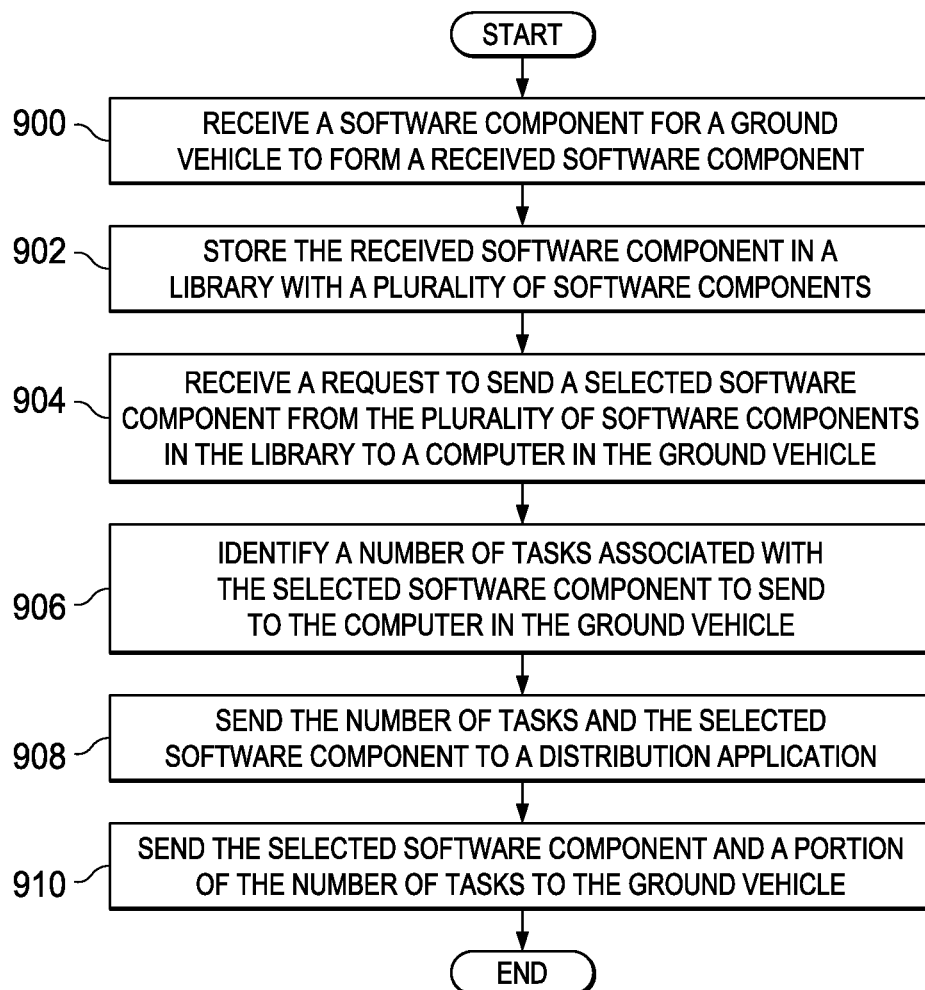 START
900
RECEIVE A SOFTWARE COMPONENT FOR A GROUND
VEHICLE TO FORM A RECEIVED SOFTWARE COMPONENT
902
STORE THE RECEIVED SOFTWARE COMPONENT IN A
LIBRARY WITH A PLURALITY OF SOFTWARE COMPONENTS
904
RECEIVE A REQUEST TO SEND A SELECTED SOFTWARE
COMPONENT FROM THE PLURALITY OF SOFTWARE COMPONENTS
IN THE LIBRARY TO A COMPUTER IN THE GROUND VEHICLE
906
IDENTIFY A NUMBER OF TASKS ASSOCIATED WITH
THE SELECTED SOFTWARE COMPONENT TO SEND
TO THE COMPUTER IN THE GROUND VEHICLE
908
SEND THE NUMBER OF TASKS AND THE SELECTED
SOFTWARE COMPONENT TO A DISTRIBUTION APPLICATION
910
SEND THE SELECTED SOFTWARE COMPONENT AND A PORTION
OF THE NUMBER OF TASKS TO THE GROUND VEHICLE
END